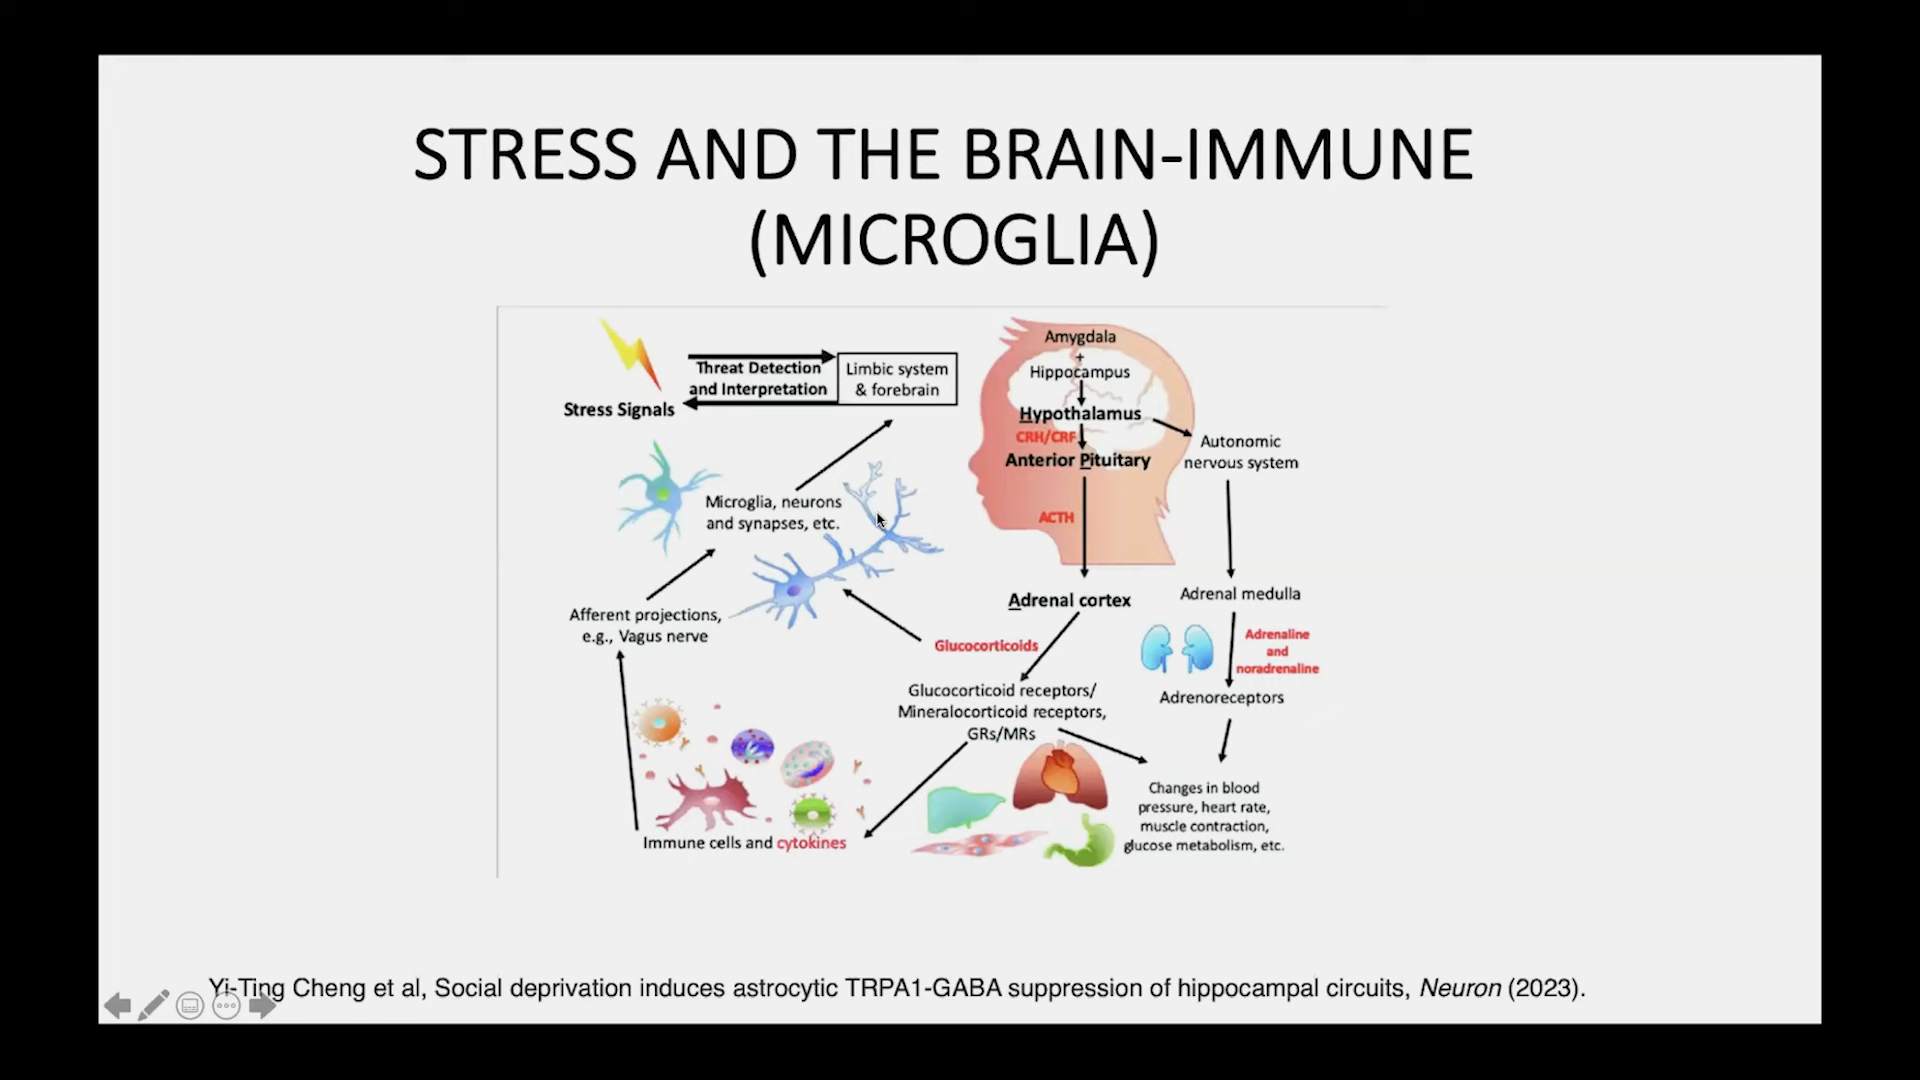 STRESS AND THE BRAIN-IMMUNE
(MICROGLIA)
Stress Signals
Threat Detection
and Interpretation
Limbic system
& forebrain
Amygdala
+
Hippocampus
Hypothalamus
CRH/CRF
Anterior Pituitary
ACTH
Autonomic
nervous system
Microglia, neurons
and synapses, etc.
Afferent projections,
e.g., Vagus nerve
Adrenal cortex
Adrenal medulla
Glucocorticoids
Adrenaline
and
noradrenaline
Glucocorticoid receptors/
Mineralocorticoid receptors,
GRs/MRs
Adrenoreceptors
Changes in blood
pressure, heart rate,
muscle contraction,
glucose metabolism, etc.
Immune cells and cytokines
Yi-Ting Cheng et al, Social deprivation induces astrocytic TRPA1-GABA suppression of hippocampal circuits, Neuron (2023).